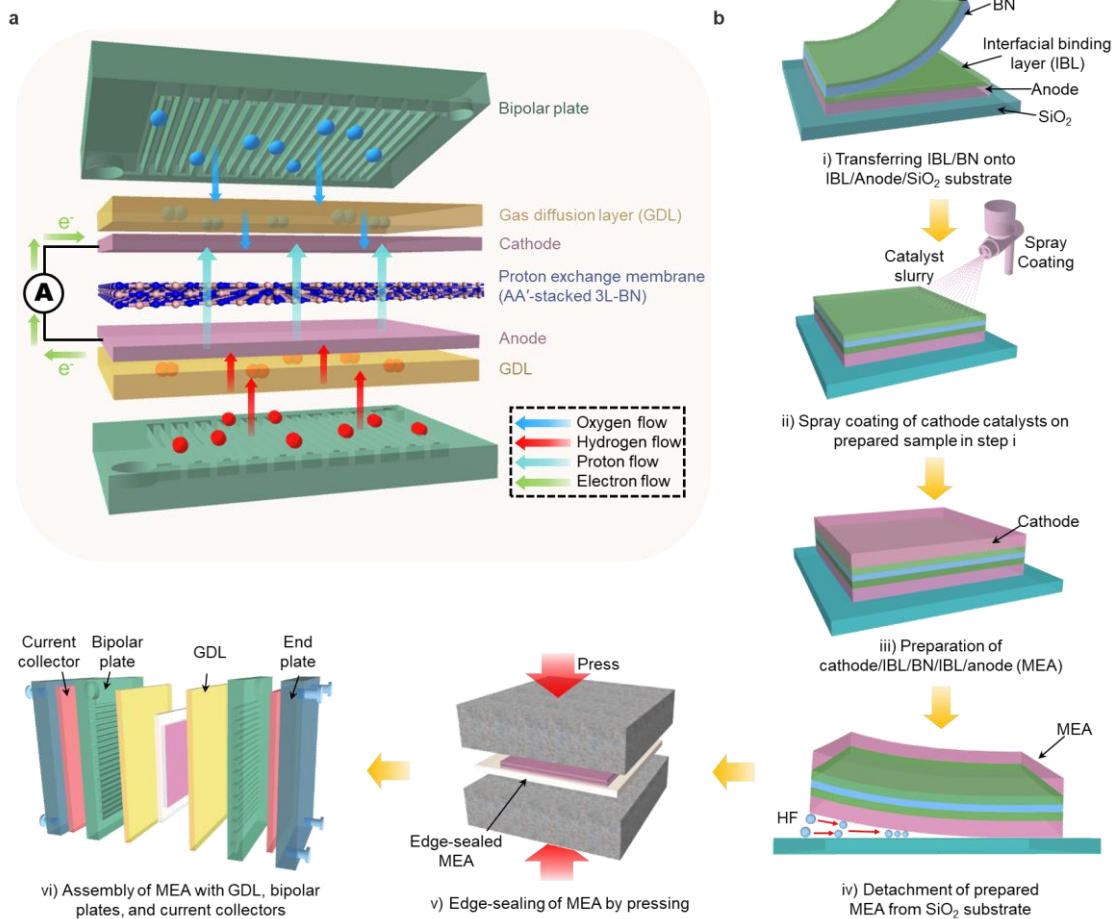 a
Bipolar plate
Gas diffusion layer (GDL)
e⁻
Cathode
A
Proton exchange membrane
(AA′-stacked 3L-BN)
Anode
e⁻
GDL
Oxygen flow
Hydrogen flow
Proton flow
Electron flow
b
BN
Interfacial binding
layer (IBL)
Anode
SiO₂
i) Transferring IBL/BN onto
IBL/Anode/SiO₂ substrate
Catalyst
slurry
Spray
Coating
ii) Spray coating of cathode catalysts on
prepared sample in step i
Cathode
iii) Preparation of
cathode/IBL/BN/IBL/anode (MEA)
MEA
HF
iv) Detachment of prepared
MEA from SiO₂ substrate
Press
Edge-sealed
MEA
v) Edge-sealing of MEA by pressing
Current
collector
Bipolar
plate
GDL
End
plate
vi) Assembly of MEA with GDL, bipolar
plates, and current collectors